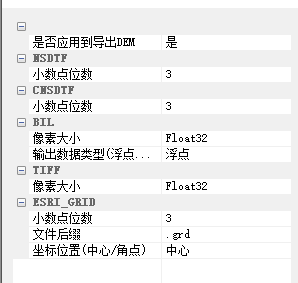 是否应用到导出DEM 是
NSDTF
小数点位数 3
CNSDTF
小数点位数 3
BIL
像素大小 Float32
输出数据类型(浮点... 浮点
TIFF
像素大小 Float32
ESRI_GRID
小数点位数 3
文件后缀 .grd
坐标位置(中心/角点) 中心